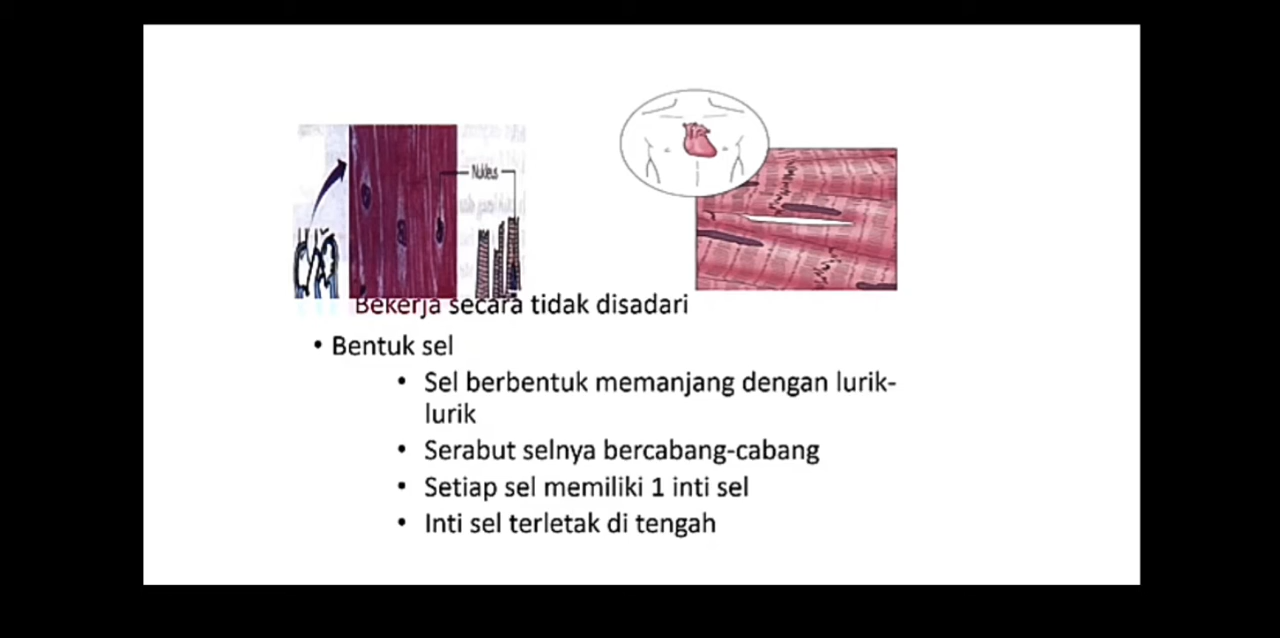 Nukleus
Bekerja secara tidak disadari
• Bentuk sel
• Sel berbentuk memanjang dengan lurik-
lurik
• Serabut selnya bercabang-cabang
• Setiap sel memiliki 1 inti sel
• Inti sel terletak di tengah